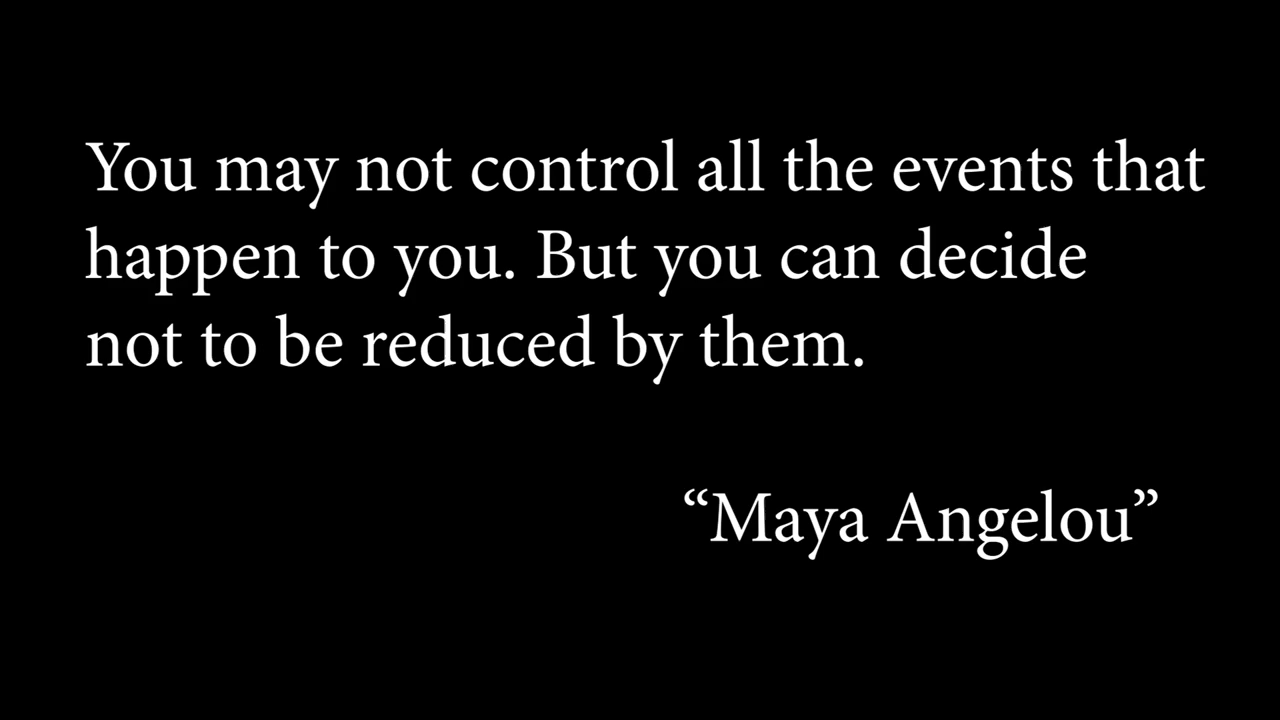 You may not control all the events that
happen to you. But you can decide
not to be reduced by them.
“Maya Angelou”